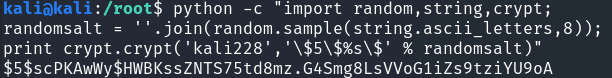 kali@kali:/root$ python -c "import random,string,crypt;
randomsalt = ''.join(random.sample(string.ascii_letters,8));
print crypt.crypt('kali228','\$5\$%s\$' % randomsalt)"
$5$scPKAwWy$HWBKssZNTS75td8mz.G4Smg8LsVVoG1iZs9tziYU9oA